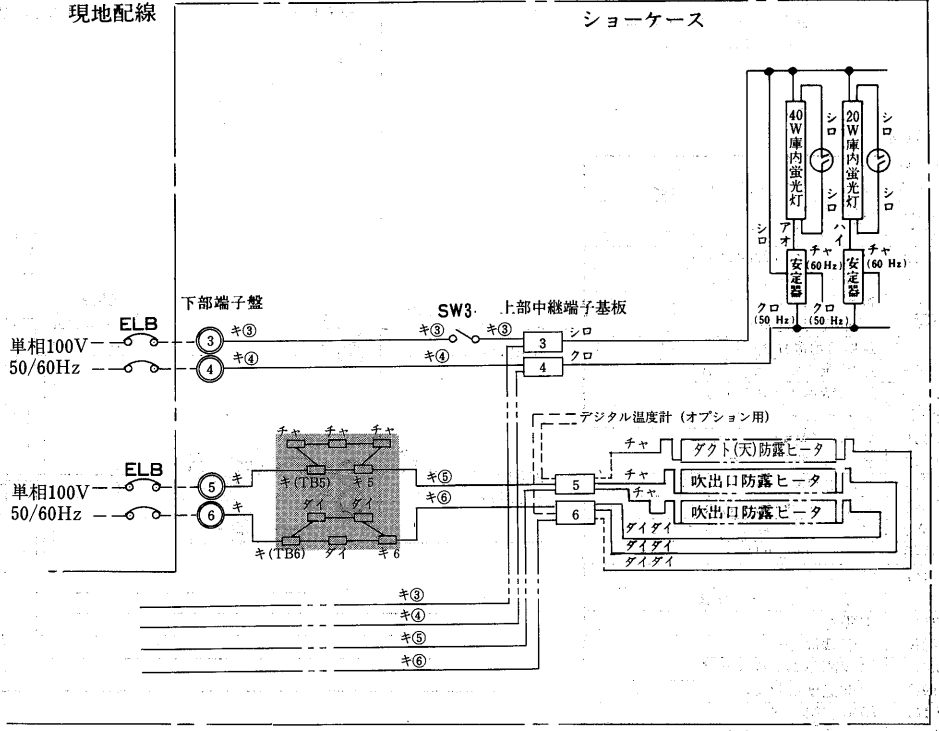 現地配線
ショーケース
40W庫内蛍光灯
シロ
シロ
20W庫内蛍光灯
シロ
シロ
シロ
アオ
ハイ
チャ
(60 Hz)
チャ
(60 Hz)
安定器
安定器
クロ
(50 Hz)
クロ
(50 Hz)
下部端子盤
SW3
上部中継端子基板
ELB
単相100V
50/60Hz
3
キ③
キ③
キ③
3
シロ
4
キ④
キ④
4
クロ
デジタル温度計 (オプション用)
チャ
チャ
チャ
チャ
ダクト(天)防露ヒータ
ELB
単相100V
50/60Hz
5
キ
キ(TB5)
キ5
キ⑤
5
チャ
吹出口防露ヒータ
6
キ
ダイ
ダイ
キ⑥
6
チャ
吹出口防露ヒータ
キ(TB6)
ダイ
キ6
ダイダイ
ダイダイ
ダイダイ
キ③
キ④
キ⑤
キ⑥